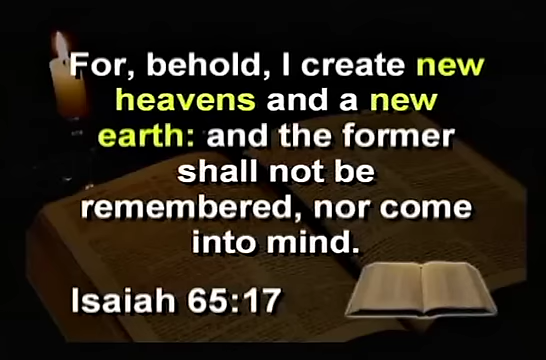 For, behold, I create new
heavens and a new
earth: and the former
shall not be
remembered, nor come
into mind.
Isaiah 65:17